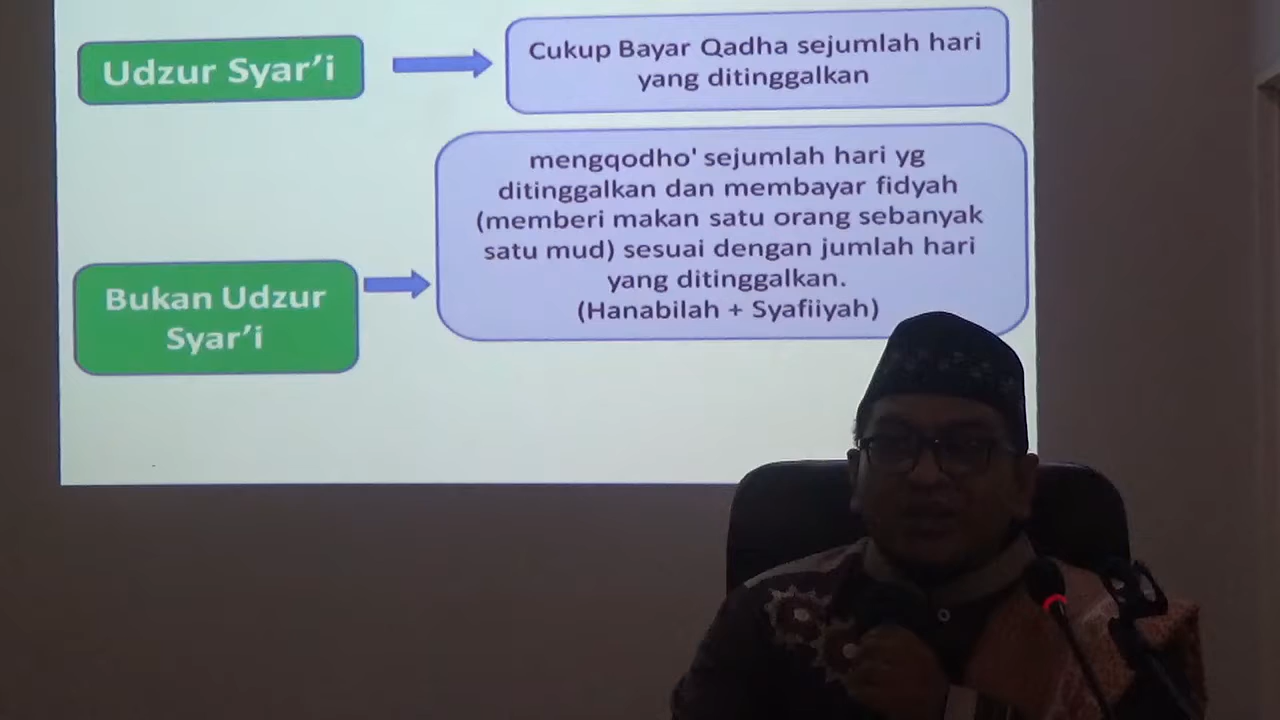 Udzur Syar'i
Cukup Bayar Qadha sejumlah hari
yang ditinggalkan
mengqodho' sejumlah hari yg
ditinggalkan dan membayar fidyah
(memberi makan satu orang sebanyak
satu mud) sesuai dengan jumlah hari
yang ditinggalkan.
(Hanabilah + Syafiiyah)
Bukan Udzur
Syar'i